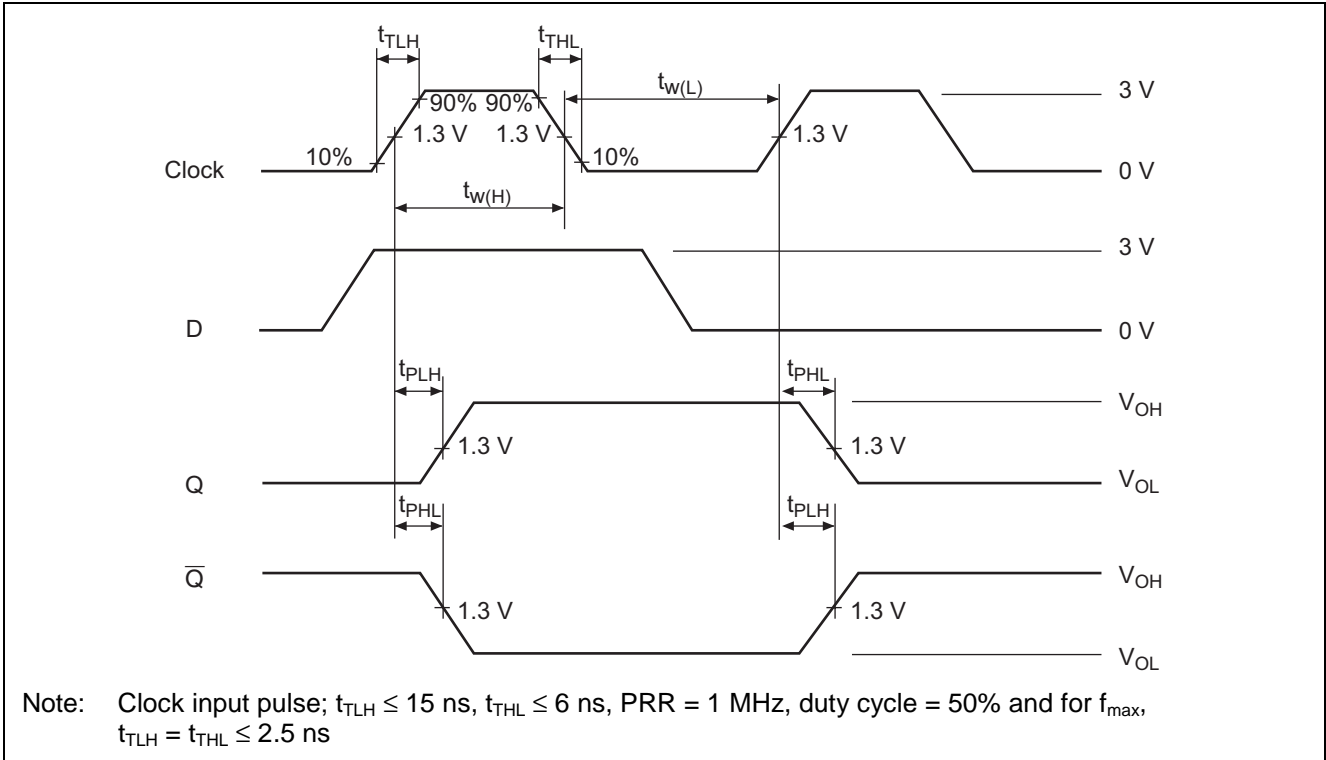 tTLH tTHL
tw(L) 3 V
90% 90%
1.3 V 1.3 V 1.3 V
10% 10%
Clock 0 V
tw(H)
3 V
D 0 V
tPLH tPHL
VOH
1.3 V 1.3 V
Q VOL
tPHL tPLH
Q̅ VOH
1.3 V 1.3 V
VOL
Note: Clock input pulse; tTLH ≤ 15 ns, tTHL ≤ 6 ns, PRR = 1 MHz, duty cycle = 50% and for fmax,
tTLH = tTHL ≤ 2.5 ns